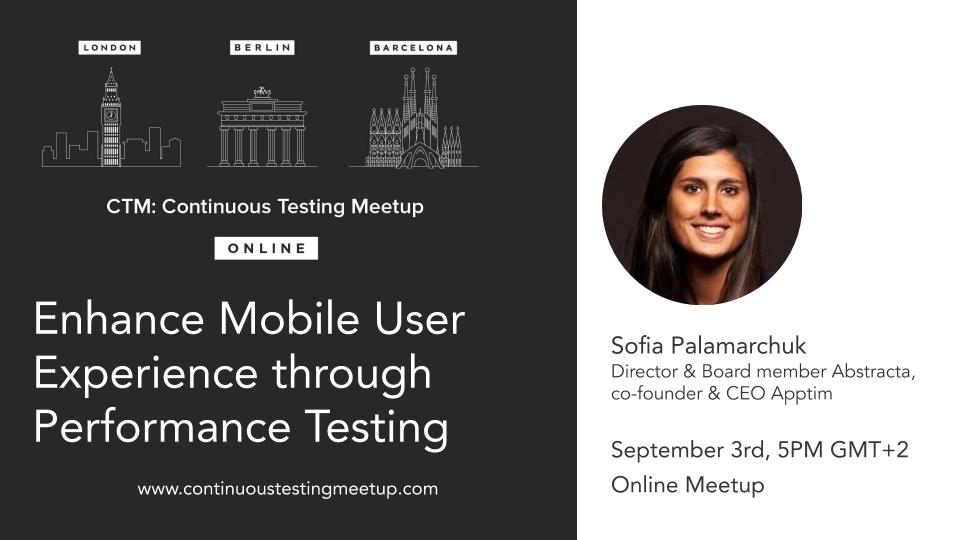 LONDON
BERLIN
BARCELONA
CTM: Continuous Testing Meetup
ONLINE
Enhance Mobile User
Experience through
Performance Testing
www.continuoustestingmeetup.com
Sofia Palamarchuk
Director & Board member Abstracta,
co-founder & CEO Apptim
September 3rd, 5PM GMT+2
Online Meetup